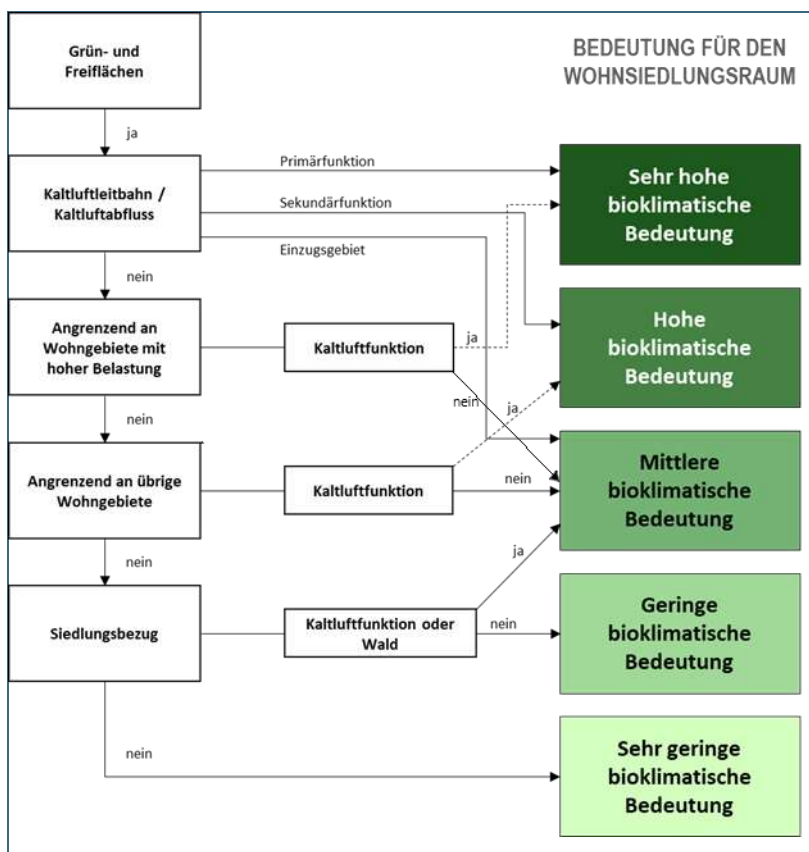 Grün- und
Freiflächen
BEDEUTUNG FÜR DEN
WOHNSIEDLUNGSRAUM
ja
Kaltluftleitbahn /
Kaltluftabfluss
Primärfunktion
Sekundärfunktion
Einzugsgebiet
Sehr hohe
bioklimatische
Bedeutung
nein
Angrenzend an
Wohngebiete mit
hoher Belastung
Kaltluftfunktion
ja
nein
Hohe
bioklimatische
Bedeutung
nein
Angrenzend an übrige
Wohngebiete
Kaltluftfunktion
ja
nein
Mittlere
bioklimatische
Bedeutung
nein
Siedlungsbezug
Kaltluftfunktion oder
Wald
ja
nein
Geringe
bioklimatische
Bedeutung
nein
Sehr geringe
bioklimatische
Bedeutung